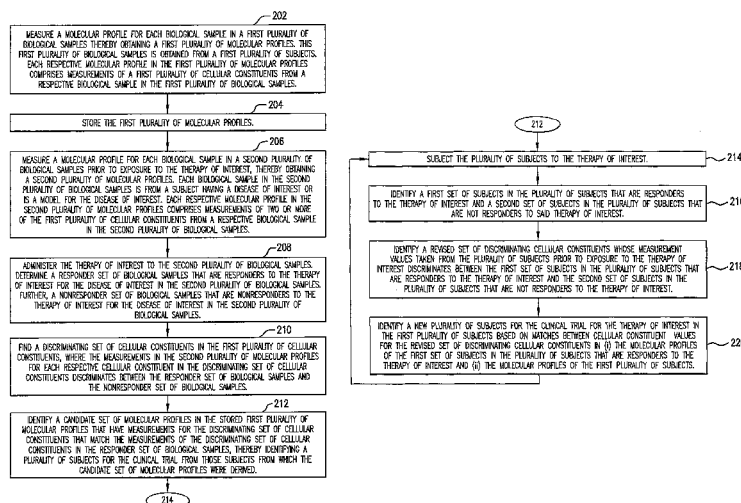 202
MEASURE A MOLECULAR PROFILE FOR EACH BIOLOGICAL SAMPLE IN A FIRST PLURALITY OF
BIOLOGICAL SAMPLES THEREBY OBTAINING A FIRST PLURALITY OF MOLECULAR PROFILES. THIS
FIRST PLURALITY OF BIOLOGICAL SAMPLES IS OBTAINED FROM A FIRST PLURALITY OF SUBJECTS.
EACH RESPECTIVE MOLECULAR PROFILE IN THE FIRST PLURALITY OF MOLECULAR PROFILES
COMPRISES MEASUREMENTS OF A FIRST PLURALITY OF CELLULAR CONSTITUENTS FROM A
RESPECTIVE BIOLOGICAL SAMPLE IN THE FIRST PLURALITY OF BIOLOGICAL SAMPLES.
204
STORE THE FIRST PLURALITY OF MOLECULAR PROFILES.
206
MEASURE A MOLECULAR PROFILE FOR EACH BIOLOGICAL SAMPLE IN A SECOND PLURALITY OF
BIOLOGICAL SAMPLES PRIOR TO EXPOSURE TO THE THERAPY OF INTEREST, THEREBY OBTAINING
A SECOND PLURALITY OF MOLECULAR PROFILES. EACH BIOLOGICAL SAMPLE IN THE SECOND
PLURALITY OF BIOLOGICAL SAMPLES IS FROM A SUBJECT HAVING A DISEASE OF INTEREST OR
IS A MODEL FOR THE DISEASE OF INTEREST. EACH RESPECTIVE MOLECULAR PROFILE IN THE
SECOND PLURALITY OF MOLECULAR PROFILES COMPRISES MEASUREMENTS OF TWO OR MORE
OF THE FIRST PLURALITY OF CELLULAR CONSTITUENTS FROM A RESPECTIVE BIOLOGICAL SAMPLE
IN THE SECOND PLURALITY OF BIOLOGICAL SAMPLES.
208
ADMINISTER THE THERAPY OF INTEREST TO THE SECOND PLURALITY OF BIOLOGICAL SAMPLES.
DETERMINE A RESPONDER SET OF BIOLOGICAL SAMPLES THAT ARE RESPONDERS TO THE THERAPY
OF INTEREST FOR THE DISEASE OF INTEREST IN THE SECOND PLURALITY OF BIOLOGICAL SAMPLES.
FURTHER, A NONRESPONDER SET OF BIOLOGICAL SAMPLES THAT ARE NONRESPONDERS TO THE
THERAPY OF INTEREST FOR THE DISEASE OF INTEREST IN THE SECOND PLURALITY OF
BIOLOGICAL SAMPLES.
210
FIND A DISCRIMINATING SET OF CELLULAR CONSTITUENTS IN THE FIRST PLURALITY OF CELLULAR
CONSTITUENTS, WHERE THE MEASUREMENTS IN THE SECOND PLURALITY OF MOLECULAR PROFILES
FOR EACH RESPECTIVE CELLULAR CONSTITUENT IN THE DISCRIMINATING SET OF CELLULAR
CONSTITUENTS DISCRIMINATES BETWEEN THE RESPONDER SET OF BIOLOGICAL SAMPLES AND
THE NONRESPONDER SET OF BIOLOGICAL SAMPLES.
212
IDENTIFY A CANDIDATE SET OF MOLECULAR PROFILES IN THE STORED FIRST PLURALITY OF
MOLECULAR PROFILES THAT HAVE MEASUREMENTS FOR THE DISCRIMINATING SET OF CELLULAR
CONSTITUENTS THAT MATCH THE MEASUREMENTS OF THE DISCRIMINATING SET OF CELLULAR
CONSTITUENTS IN THE RESPONDER SET OF BIOLOGICAL SAMPLES, THEREBY IDENTIFYING A
PLURALITY OF SUBJECTS FOR THE CLINICAL TRIAL FROM THOSE SUBJECTS FROM WHICH THE
CANDIDATE SET OF MOLECULAR PROFILES WERE DERIVED.
214
212
SUBJECT THE PLURALITY OF SUBJECTS TO THE THERAPY OF INTEREST.
214
IDENTIFY A FIRST SET OF SUBJECTS IN THE PLURALITY OF SUBJECTS THAT ARE RESPONDERS
TO THE THERAPY OF INTEREST AND A SECOND SET OF SUBJECTS IN THE PLURALITY OF SUBJECTS THAT
ARE NOT RESPONDERS TO SAID THERAPY OF INTEREST.
216
IDENTIFY A REVISED SET OF DISCRIMINATING CELLULAR CONSTITUENTS WHOSE MEASUREMENT
VALUES TAKEN FROM THE PLURALITY OF SUBJECTS PRIOR TO EXPOSURE TO THE THERAPY OF
INTEREST DISCRIMINATES BETWEEN THE FIRST SET OF SUBJECTS IN THE PLURALITY OF SUBJECTS THAT
ARE RESPONDERS TO THE THERAPY OF INTEREST AND THE SECOND SET OF SUBJECTS IN THE
PLURALITY OF SUBJECTS THAT ARE NOT RESPONDERS TO THE THERAPY OF INTEREST.
218
IDENTIFY A NEW PLURALITY OF SUBJECTS FOR THE CLINICAL TRIAL FOR THE THERAPY OF INTEREST IN
THE FIRST PLURALITY OF SUBJECTS BASED ON MATCHES BETWEEN CELLULAR CONSTITUENT VALUES
FOR THE REVISED SET OF DISCRIMINATING CELLULAR CONSTITUENTS IN (i) THE MOLECULAR PROFILES
OF THE FIRST SET OF SUBJECTS IN THE PLURALITY OF SUBJECTS THAT ARE RESPONDERS TO THE
THERAPY OF INTEREST AND (ii) THE MOLECULAR PROFILES OF THE FIRST PLURALITY OF SUBJECTS.